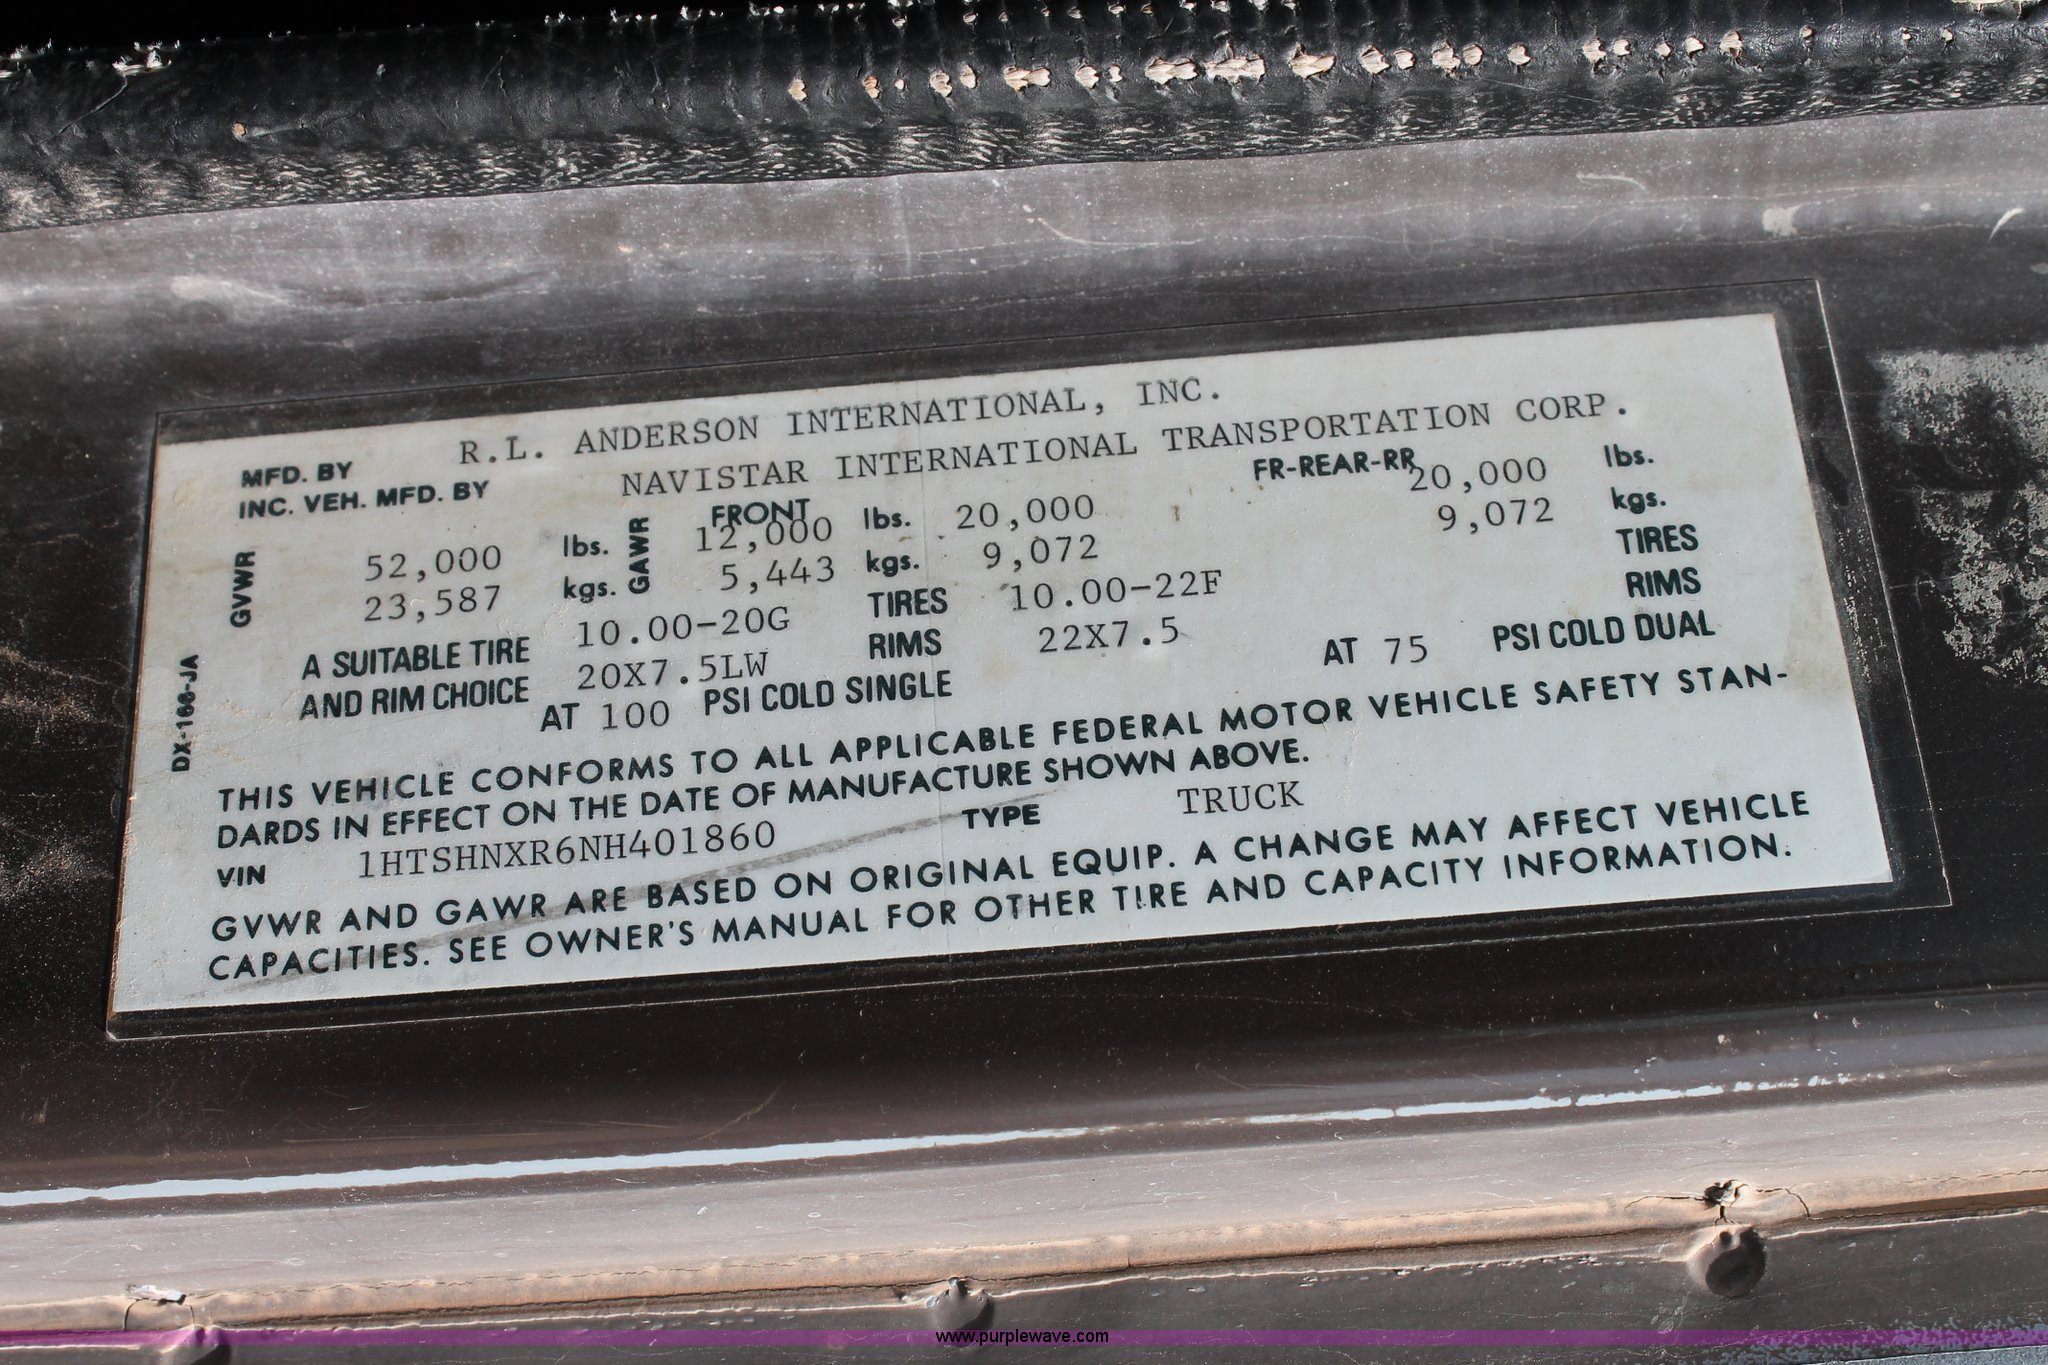 MFD. BY R.L. ANDERSON INTERNATIONAL, INC.
INC. VEH. MFD. BY NAVISTAR INTERNATIONAL TRANSPORTATION CORP.
FRONT FR-REAR-RR
GVWR 52,000 lbs. GAWR 12,000 lbs. 20,000 20,000 lbs.
23,587 kgs. 5,443 kgs. 9,072 9,072 kgs.
A SUITABLE TIRE 10.00-20G TIRES 10.00-22F TIRES
AND RIM CHOICE 20X7.5LW RIMS 22X7.5 RIMS
AT 100 PSI COLD SINGLE AT 75 PSI COLD DUAL
DX-166-JA
THIS VEHICLE CONFORMS TO ALL APPLICABLE FEDERAL MOTOR VEHICLE SAFETY STAN-
DARDS IN EFFECT ON THE DATE OF MANUFACTURE SHOWN ABOVE.
VIN 1HTSHNXR6NH401860 TYPE TRUCK
GVWR AND GAWR ARE BASED ON ORIGINAL EQUIP. A CHANGE MAY AFFECT VEHICLE
CAPACITIES. SEE OWNER'S MANUAL FOR OTHER TIRE AND CAPACITY INFORMATION.
www.purplewave.com